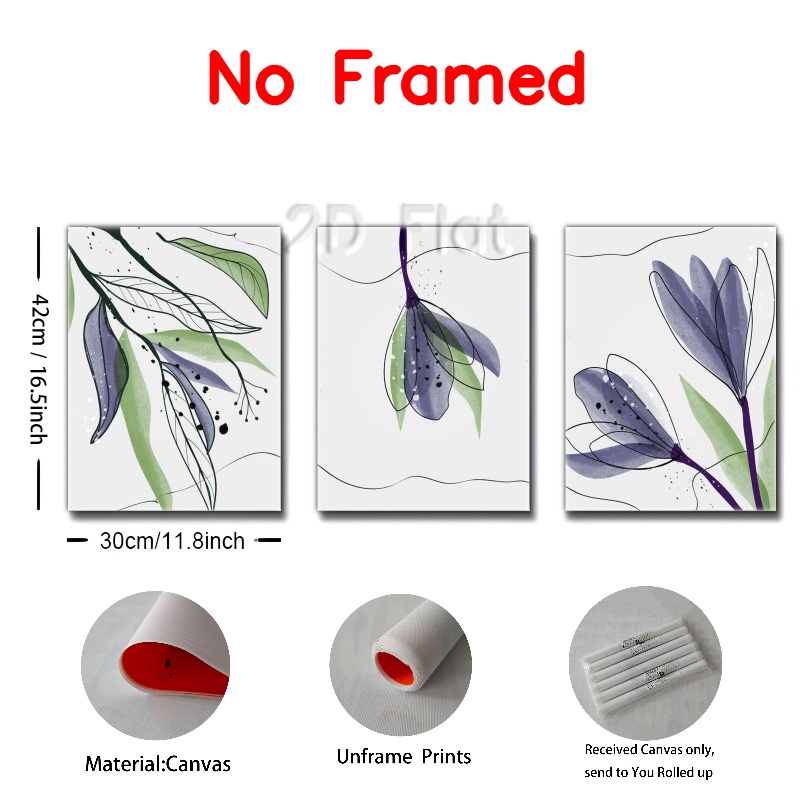 No Framed
2D Flat
42cm / 16.5inch
30cm/11.8inch
Material:Canvas
Unframe Prints
Received Canvas only,
send to You Rolled up